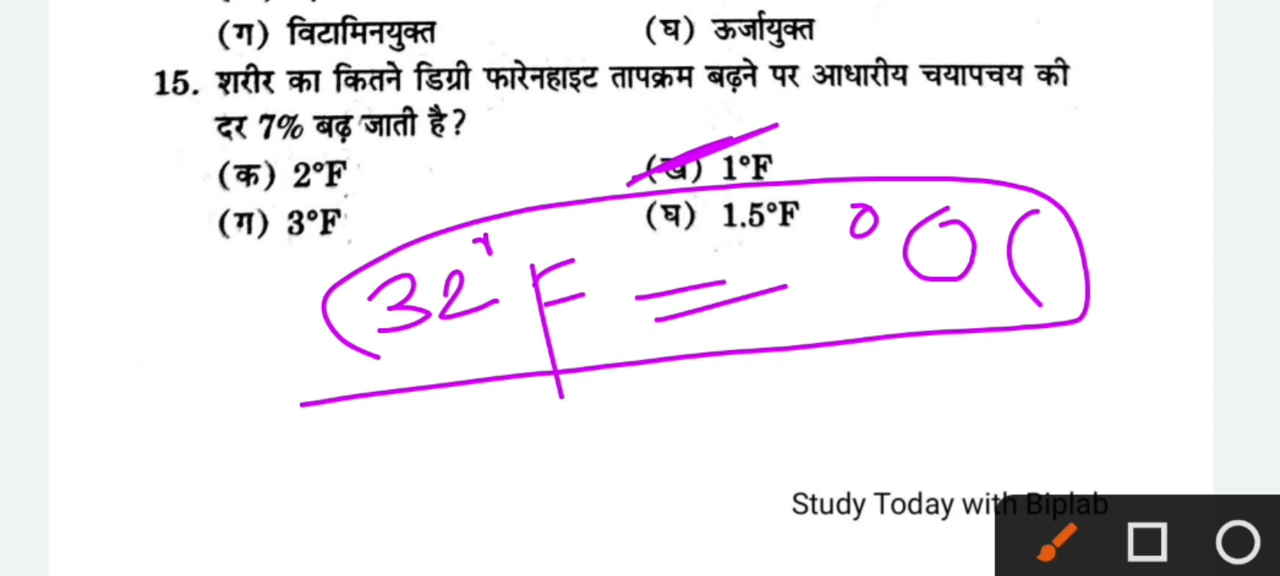 (ग) विटामिनयुक्त (घ) ऊर्जायुक्त
15. शरीर का कितने डिग्री फारेनहाइट तापक्रम बढ़ने पर आधारीय चयापचय की
दर 7% बढ़ जाती है?
(क) 2°F (ख) 1°F
(ग) 3°F (घ) 1.5°F
32°F = 0°C
Study Today with Biplab